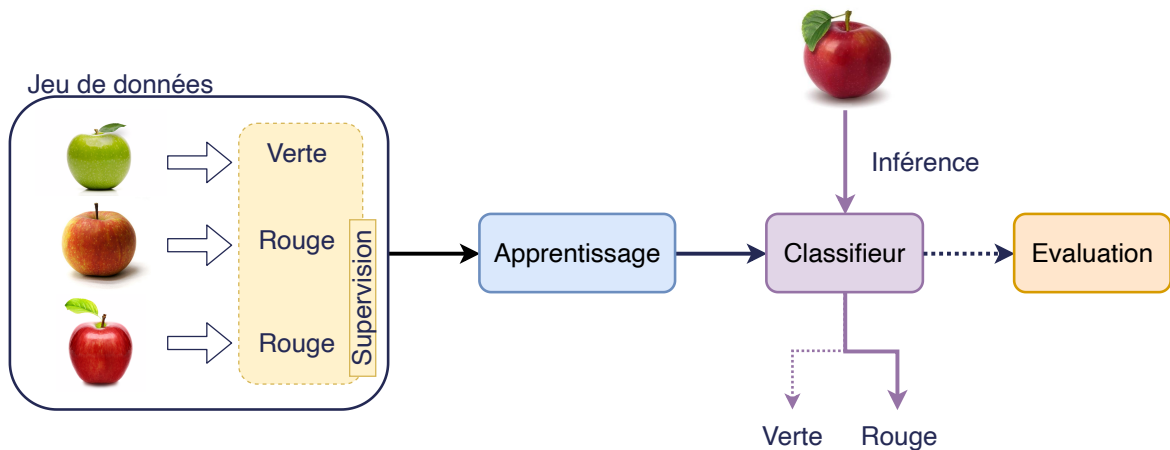 Jeu de données
Verte
Rouge
Rouge
Supervision
Apprentissage
Inférence
Classifieur
Evaluation
Verte
Rouge